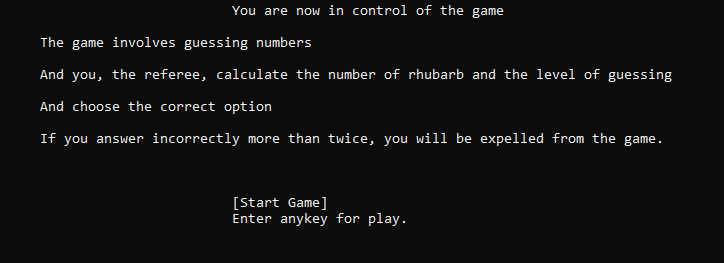 You are now in control of the game
The game involves guessing numbers
And you, the referee, calculate the number of rhubarb and the level of guessing
And choose the correct option
If you answer incorrectly more than twice, you will be expelled from the game.
[Start Game]
Enter anykey for play.